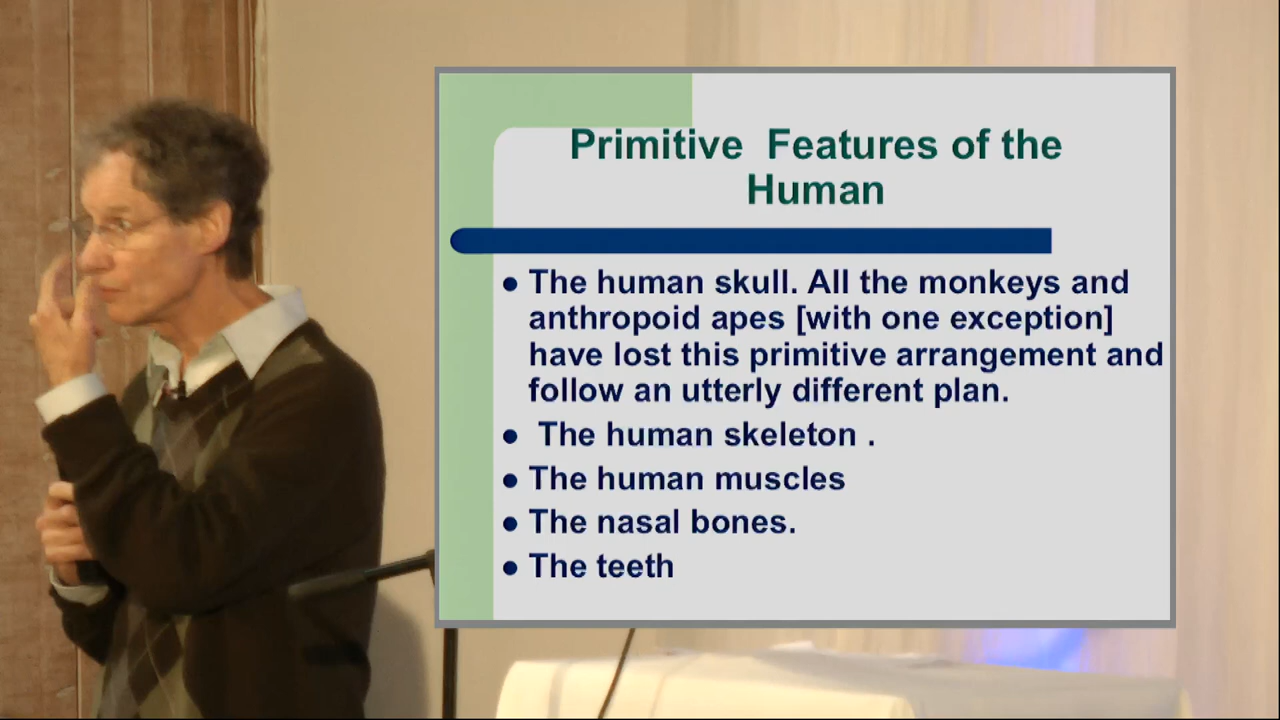 Primitive  Features of the
Human
• The human skull. All the monkeys and
anthropoid apes [with one exception]
have lost this primitive arrangement and
follow an utterly different plan.
•  The human skeleton .
• The human muscles
• The nasal bones.
• The teeth